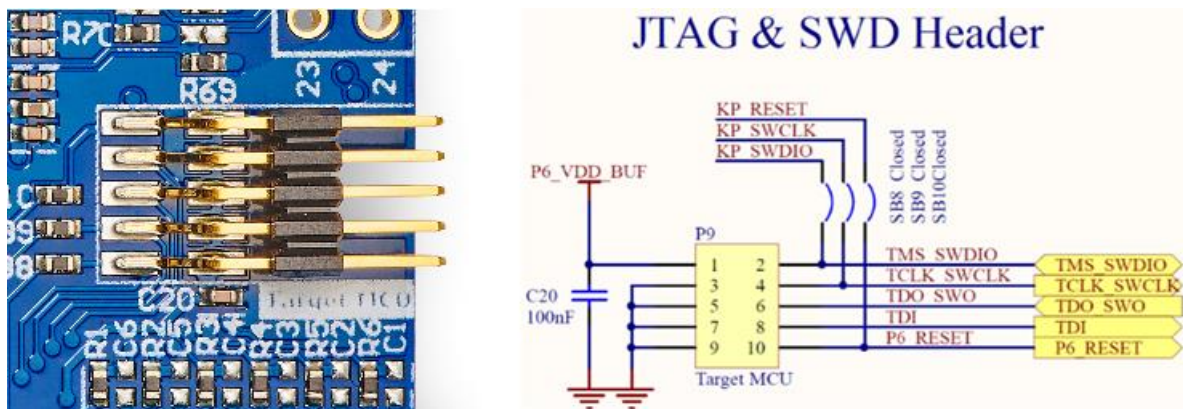 R70
23
24
R69
C20
Target MCU
R1
C6
R2
C5
R3
C4
R4
C3
R5
C2
R6
C1
JTAG & SWD Header
KP_RESET
KP_SWCLK
KP_SWDIO
SB8 Closed
SB9 Closed
SB10Closed
P6_VDD_BUF
P9
C20
100nF
1 2
3 4
5 6
7 8
9 10
TMS_SWDIO
TCLK_SWCLK
TDO_SWO
TDI
P6_RESET
TMS_SWDIO
TCLK_SWCLK
TDO_SWO
TDI
P6_RESET
Target MCU